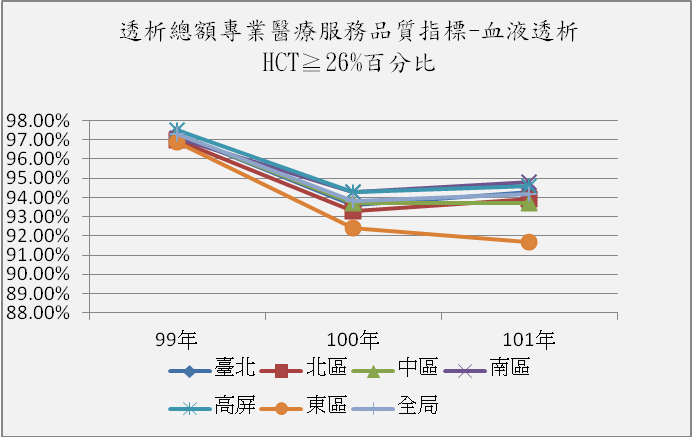 透析總額專業醫療服務品質指標-血液透析
HCT≧26%百分比
98.00%
97.00%
96.00%
95.00%
94.00%
93.00%
92.00%
91.00%
90.00%
89.00%
88.00%
99年 100年 101年
臺北 北區 中區 南區
高屏 東區 全局